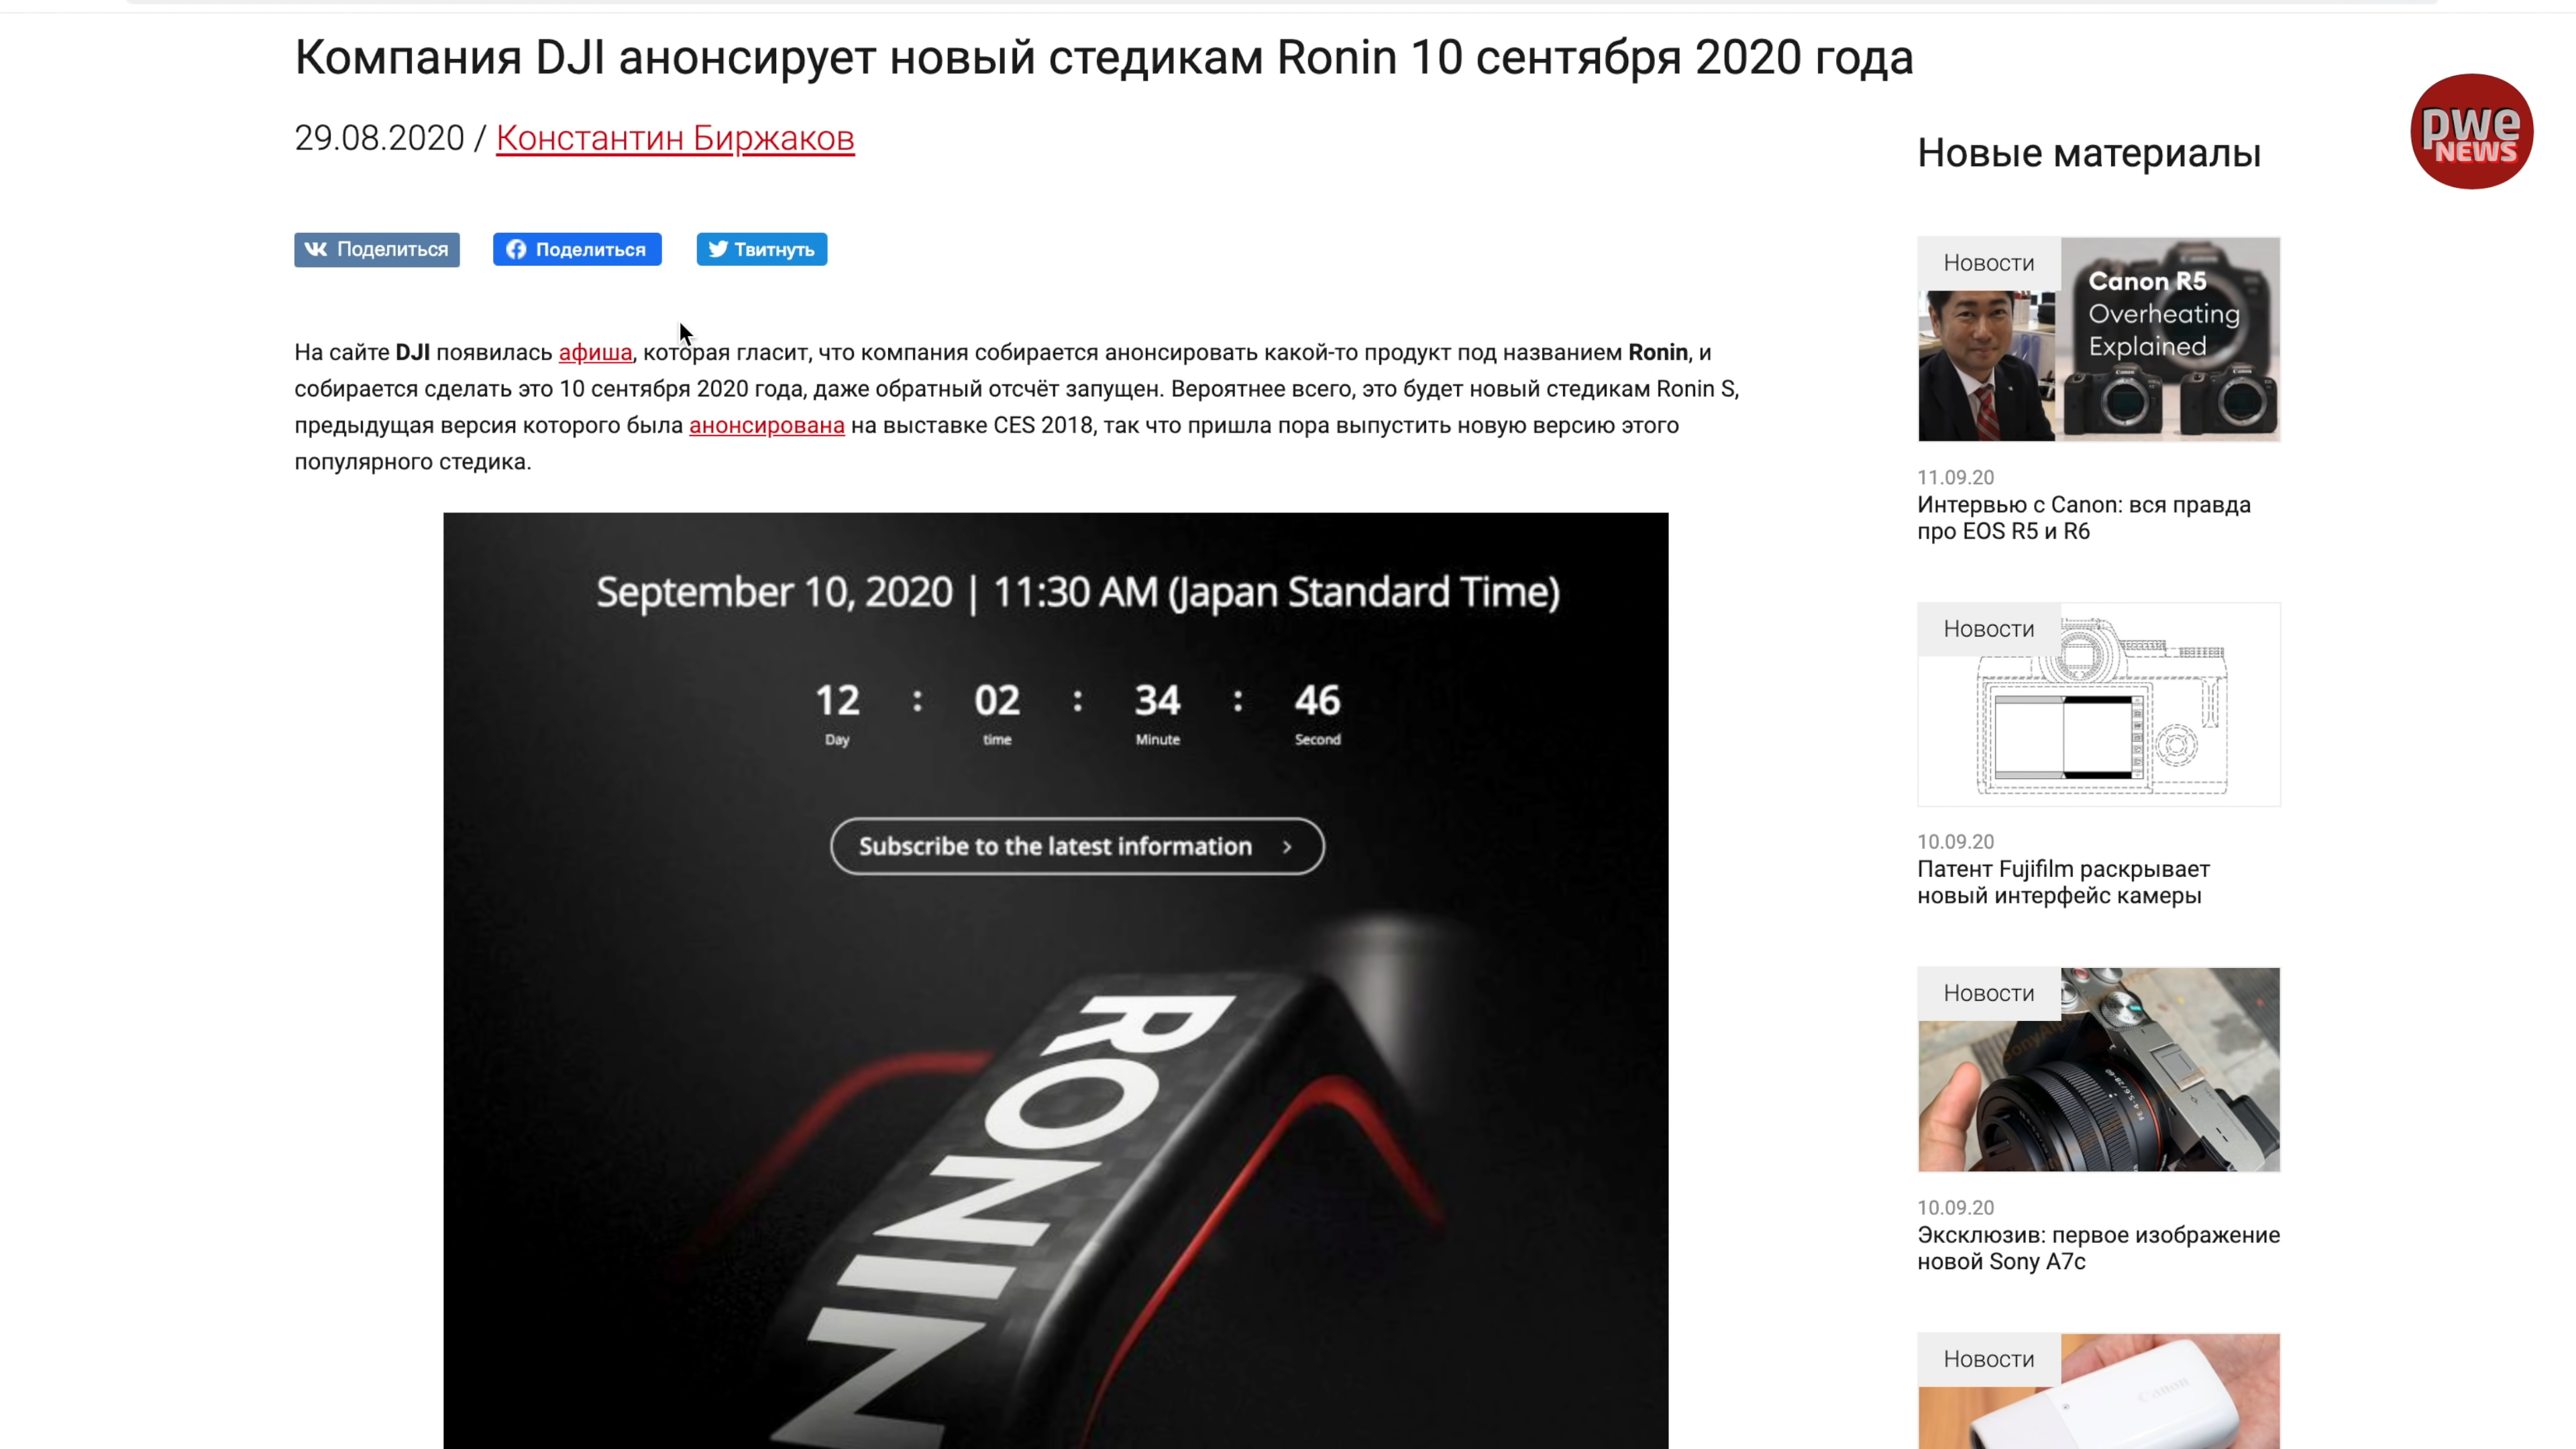 Компания DJI анонсирует новый стедикам Ronin 10 сентября 2020 года
29.08.2020 / Константин Биржаков
Поделиться
Поделиться
Твитнуть
На сайте DJI появилась афиша, которая гласит, что компания собирается анонсировать какой-то продукт под названием Ronin, и
собирается сделать это 10 сентября 2020 года, даже обратный отсчёт запущен. Вероятнее всего, это будет новый стедикам Ronin S,
предыдущая версия которого была анонсирована на выставке CES 2018, так что пришла пора выпустить новую версию этого
популярного стедика.
September 10, 2020 | 11:30 AM (Japan Standard Time)
12 : 02 : 34 : 46
Day time Minute Second
Subscribe to the latest information >
RONIN
pwe
NEWS
Новые материалы
Новости
Canon R5
Overheating
Explained
11.09.20
Интервью с Canon: вся правда
про EOS R5 и R6
Новости
10.09.20
Патент Fujifilm раскрывает
новый интерфейс камеры
Новости
10.09.20
Эксклюзив: первое изображение
новой Sony A7c
Новости
Canon